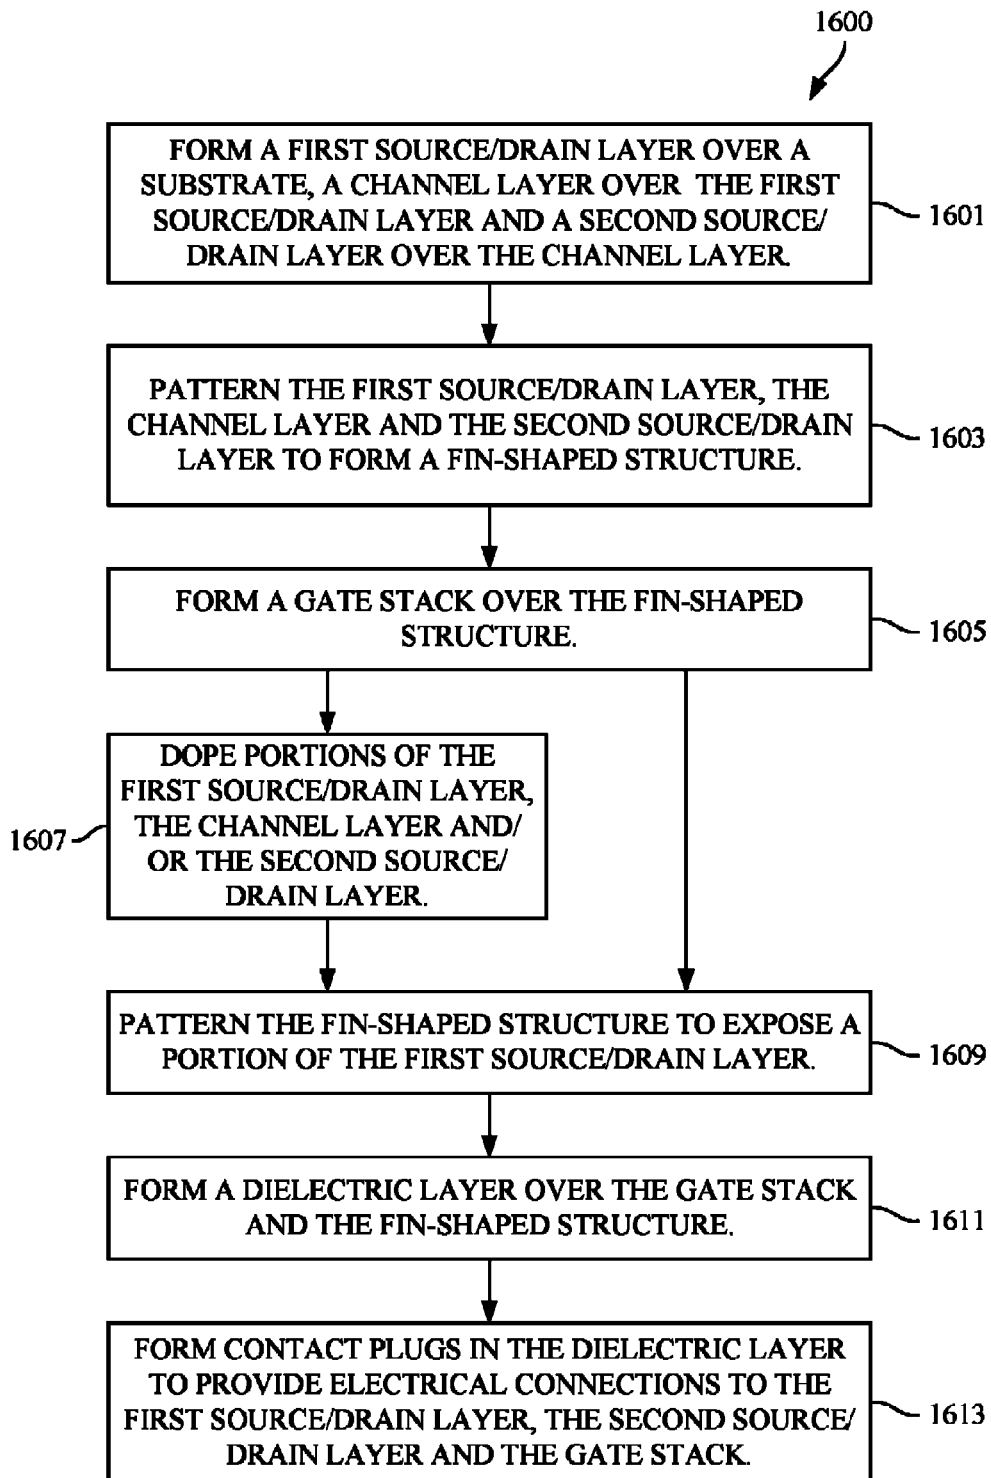 1600
FORM A FIRST SOURCE/DRAIN LAYER OVER A
SUBSTRATE, A CHANNEL LAYER OVER THE FIRST
SOURCE/DRAIN LAYER AND A SECOND SOURCE/
DRAIN LAYER OVER THE CHANNEL LAYER.
1601
PATTERN THE FIRST SOURCE/DRAIN LAYER, THE
CHANNEL LAYER AND THE SECOND SOURCE/DRAIN
LAYER TO FORM A FIN-SHAPED STRUCTURE.
1603
FORM A GATE STACK OVER THE FIN-SHAPED
STRUCTURE.
1605
DOPE PORTIONS OF THE
FIRST SOURCE/DRAIN LAYER,
THE CHANNEL LAYER AND/
OR THE SECOND SOURCE/
DRAIN LAYER.
1607
PATTERN THE FIN-SHAPED STRUCTURE TO EXPOSE A
PORTION OF THE FIRST SOURCE/DRAIN LAYER.
1609
FORM A DIELECTRIC LAYER OVER THE GATE STACK
AND THE FIN-SHAPED STRUCTURE.
1611
FORM CONTACT PLUGS IN THE DIELECTRIC LAYER
TO PROVIDE ELECTRICAL CONNECTIONS TO THE
FIRST SOURCE/DRAIN LAYER, THE SECOND SOURCE/
DRAIN LAYER AND THE GATE STACK.
1613